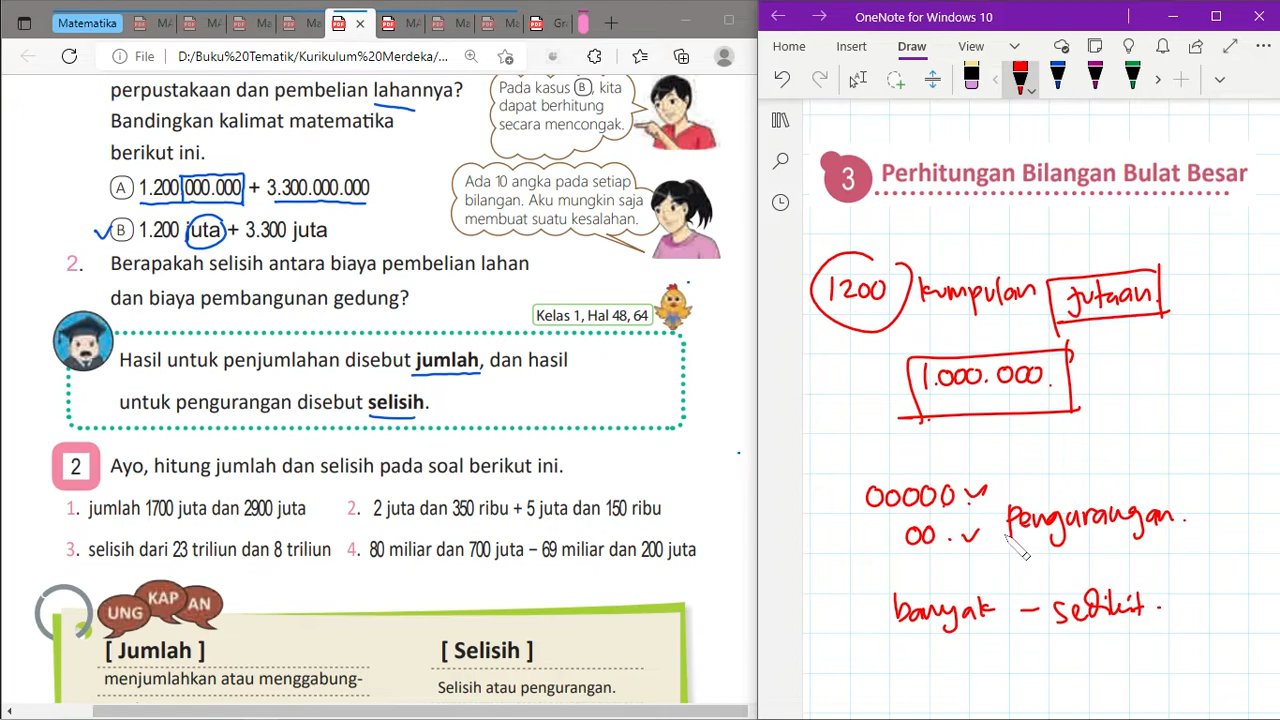 Matematika
MA
MA
Ma
MA
Ma
Ma
Gr
File
D:/Buku%20Tematik/Kurikulum%20Merdeka/...
perpustakaan dan pembelian lahannya?
Bandingkan kalimat matematika
berikut ini.
A 1.200.000.000 + 3.300.000.000
B 1.200 juta + 3.300 juta
Pada kasus B, kita
dapat berhitung
secara mencongak.
Ada 10 angka pada setiap
bilangan. Aku mungkin saja
membuat suatu kesalahan.
2. Berapakah selisih antara biaya pembelian lahan
dan biaya pembangunan gedung?
Kelas 1, Hal 48, 64
Hasil untuk penjumlahan disebut jumlah, dan hasil
untuk pengurangan disebut selisih.
2 Ayo, hitung jumlah dan selisih pada soal berikut ini.
1. jumlah 1700 juta dan 2900 juta 2. 2 juta dan 350 ribu + 5 juta dan 150 ribu
3. selisih dari 23 triliun dan 8 triliun 4. 80 miliar dan 700 juta – 69 miliar dan 200 juta
UNG KAP AN
[ Jumlah ]
menjumlahkan atau menggabung-
[ Selisih ]
Selisih atau pengurangan.
OneNote for Windows 10
Home Insert Draw View
3 Perhitungan Bilangan Bulat Besar
1200 kumpulan jutaan.
1.000.000.
00000
00. pengurangan.
banyak – sedikit.